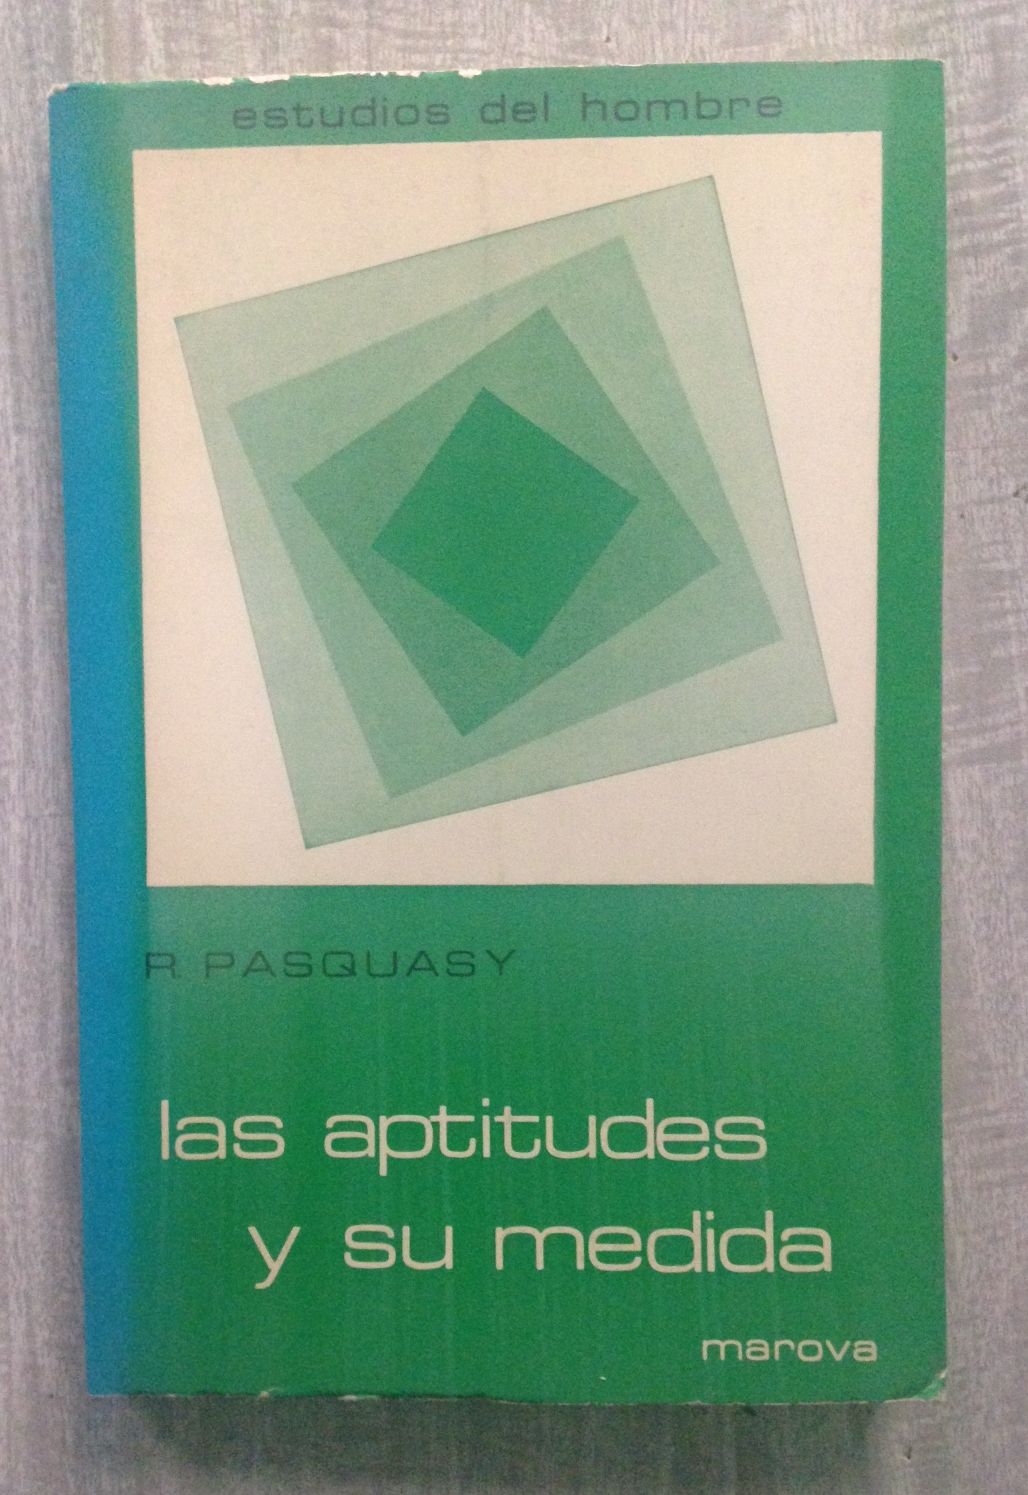 estudios del hombre
R. PASQUASY
las aptitudes
y su medida
marova